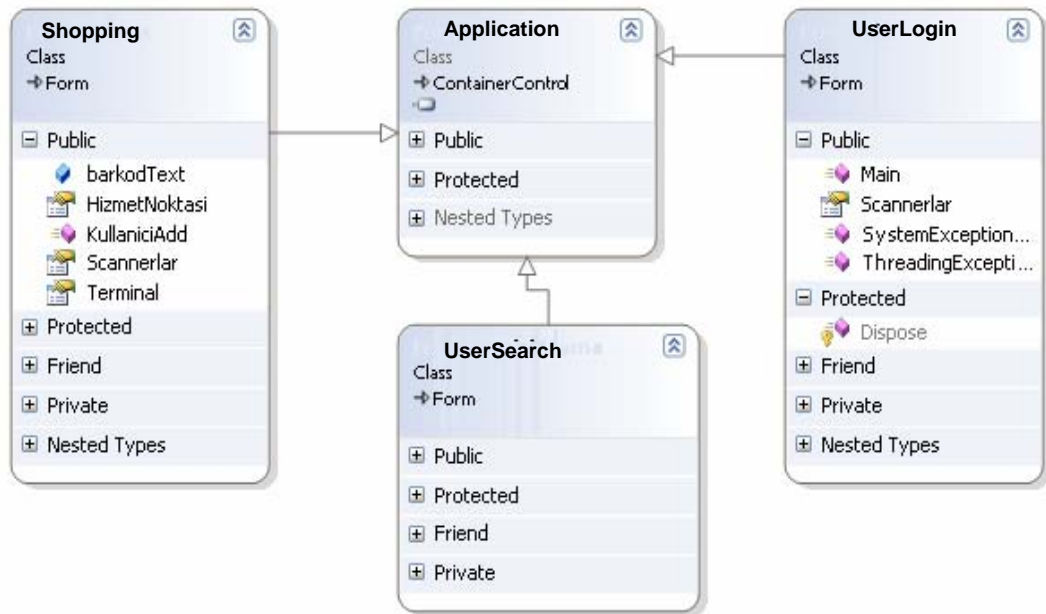 Shopping
Class
Form
Public
barkodText
HizmetNoktasi
KullaniciAdd
Scannerlar
Terminal
Protected
Friend
Private
Nested Types
Application
Class
ContainerControl
Public
Protected
Nested Types
UserLogin
Class
Form
Public
Main
Scannerlar
SystemException...
ThreadingExcepti...
Protected
Dispose
Friend
Private
Nested Types
UserSearch
Class
Form
Public
Protected
Friend
Private